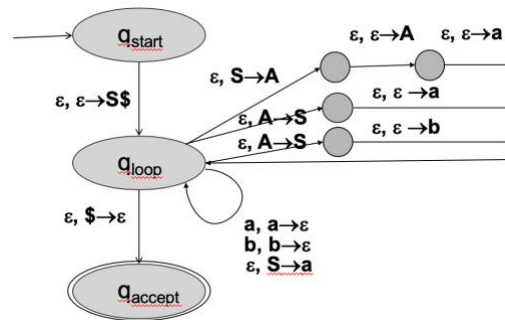 qstart
ε, ε→A
ε, ε→a
ε, S→A
ε, ε→S$
ε, ε→a
ε, A→S
ε, ε→b
ε, A→S
qloop
ε, $→ε
a, a→ε
b, b→ε
ε, S→a
qaccept